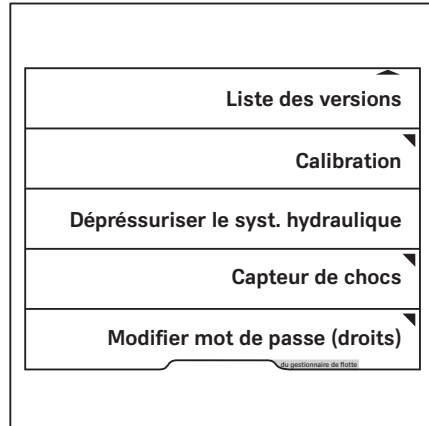 Liste des versions
Calibration
Dépréssuriser le syst. hydraulique
Capteur de chocs
Modifier mot de passe (droits)
du gestionnaire de flotte